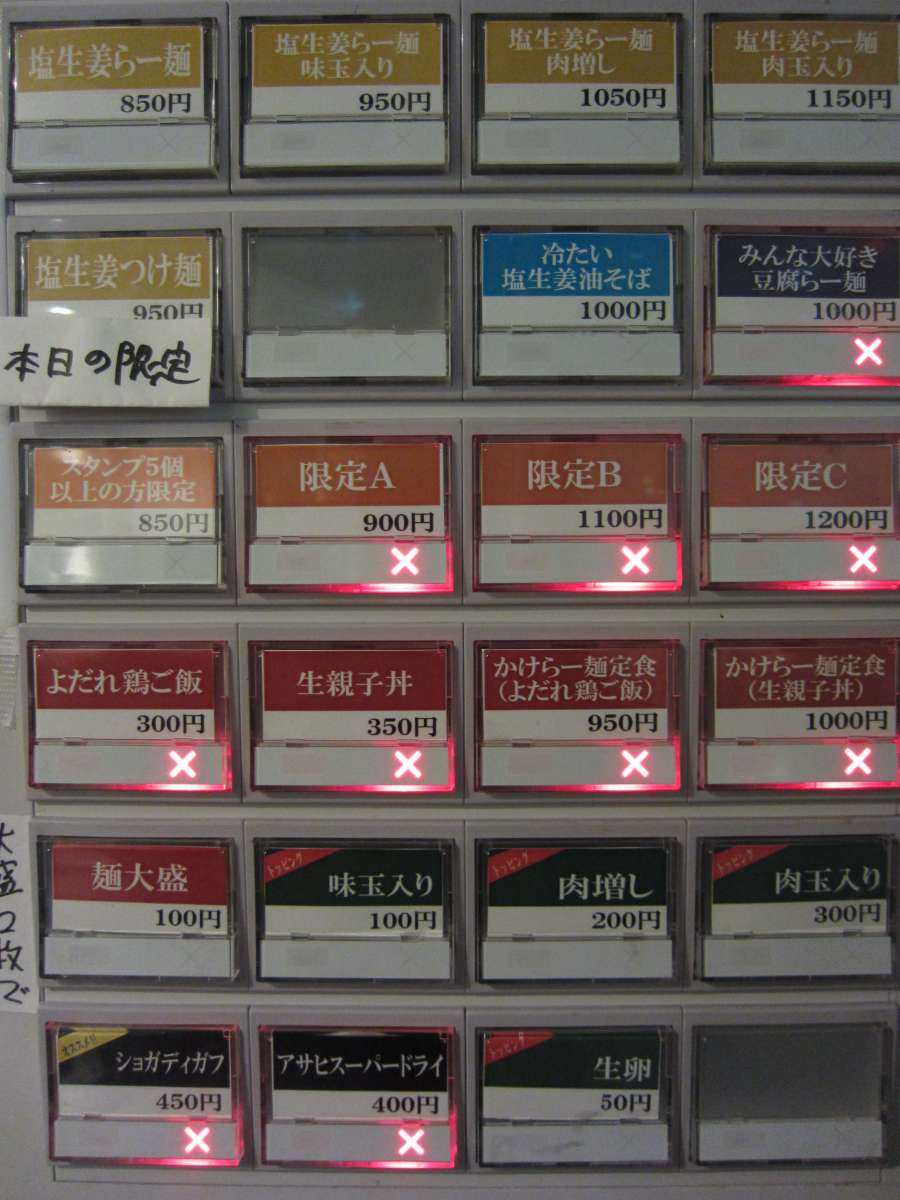 塩生姜らー麺
850円
塩生姜らー麺
味玉入り
950円
塩生姜らー麺
肉増し
1050円
塩生姜らー麺
肉玉入り
1150円
塩生姜つけ麺
950円
冷たい
塩生姜油そば
1000円
みんな大好き
豆腐らー麺
1000円
×
本日の限定
スタンプ5個
以上の方限定
850円
限定A
900円
×
限定B
1100円
×
限定C
1200円
×
よだれ鶏ご飯
300円
×
生親子丼
350円
×
かけらー麺定食
(よだれ鶏ご飯)
950円
×
かけらー麺定食
(生親子丼)
1000円
×
大盛
2枚で
麺大盛
100円
トッピング
味玉入り
100円
トッピング
肉増し
200円
トッピング
肉玉入り
300円
オススメ!!
ショガディガフ
450円
×
アサヒスーパードライ
400円
×
トッピング
生卵
50円